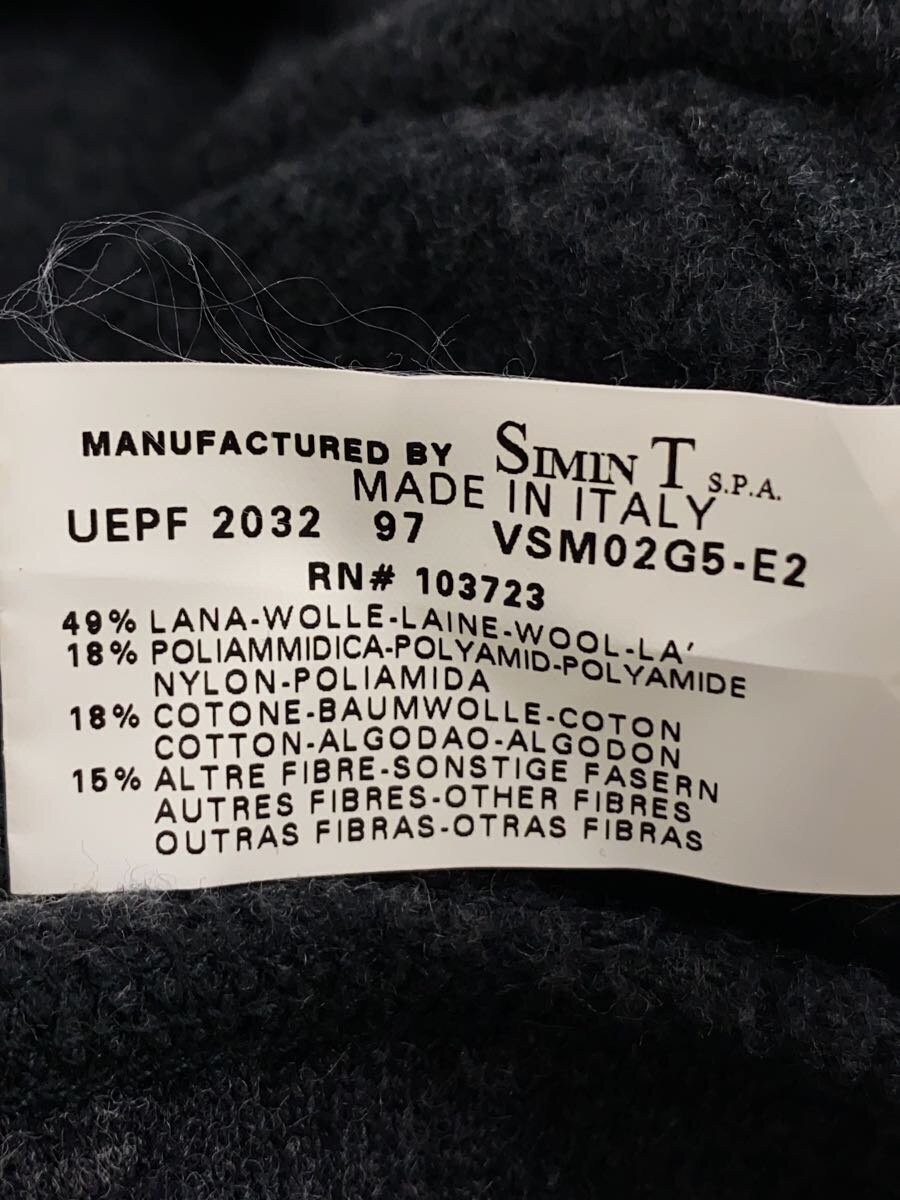 MANUFACTURED BY SIMIN T S.P.A.
MADE IN ITALY
UEPF 2032 97 VSM02G5-E2
RN# 103723
49% LANA-WOLLE-LAINE-WOOL-LA'
18% POLIAMMIDICA-POLYAMID-POLYAMIDE
NYLON-POLIAMIDA
18% COTONE-BAUMWOLLE-COTON
COTTON-ALGODAO-ALGODON
15% ALTRE FIBRE-SONSTIGE FASERN
AUTRES FIBRES-OTHER FIBRES
OUTRAS FIBRAS-OTRAS FIBRAS